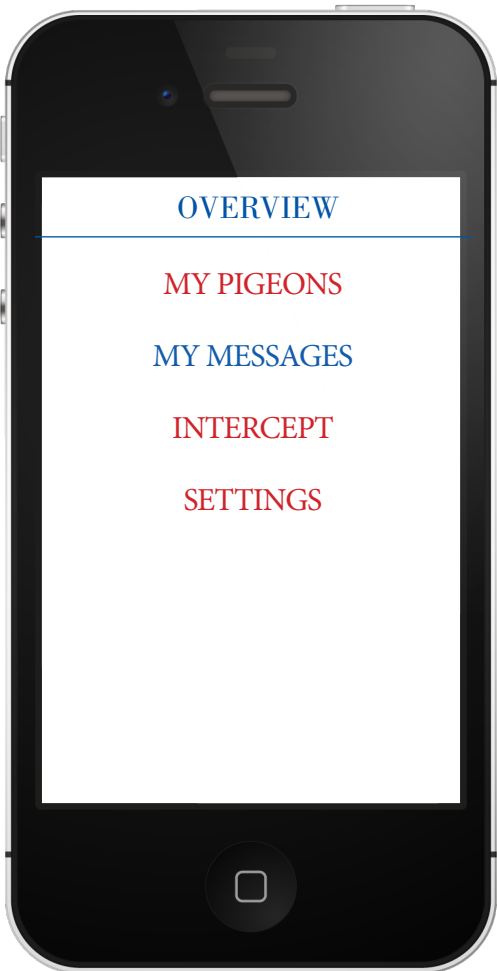 OVERVIEW
MY PIGEONS
MY MESSAGES
INTERCEPT
SETTINGS